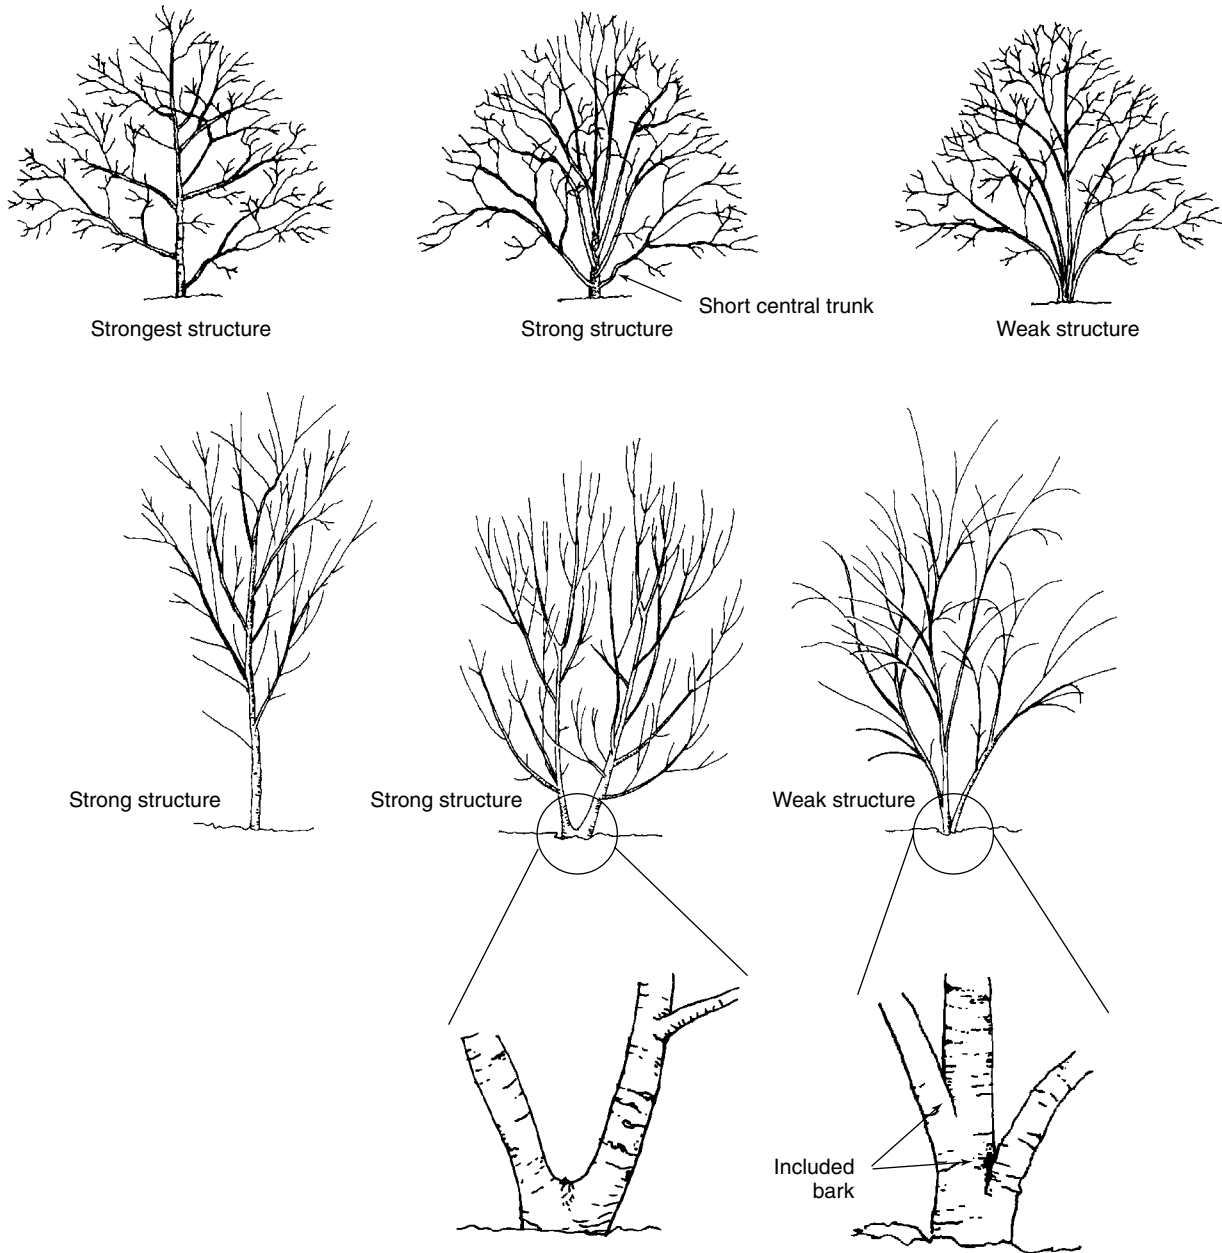 Short central trunk
Strongest structure
Strong structure
Weak structure
Strong structure
Strong structure
Weak structure
Included
bark